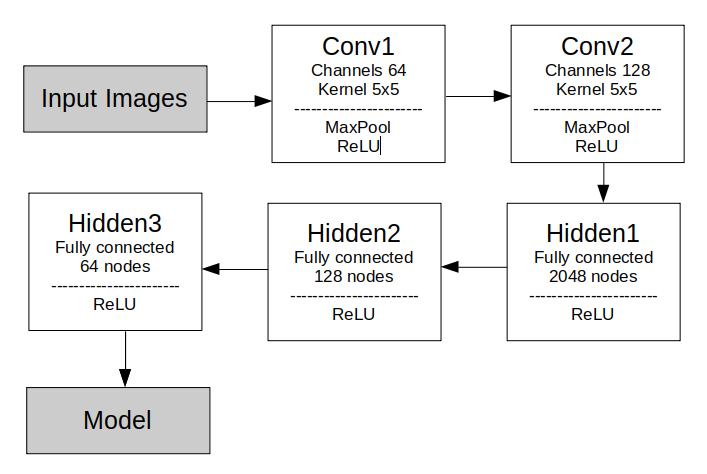 Input Images
Conv1
Channels 64
Kernel 5x5
-----------------------
MaxPool
ReLU
Conv2
Channels 128
Kernel 5x5
-----------------------
MaxPool
ReLU
Hidden1
Fully connected
2048 nodes
-----------------------
ReLU
Hidden2
Fully connected
128 nodes
-----------------------
ReLU
Hidden3
Fully connected
64 nodes
-----------------------
ReLU
Model